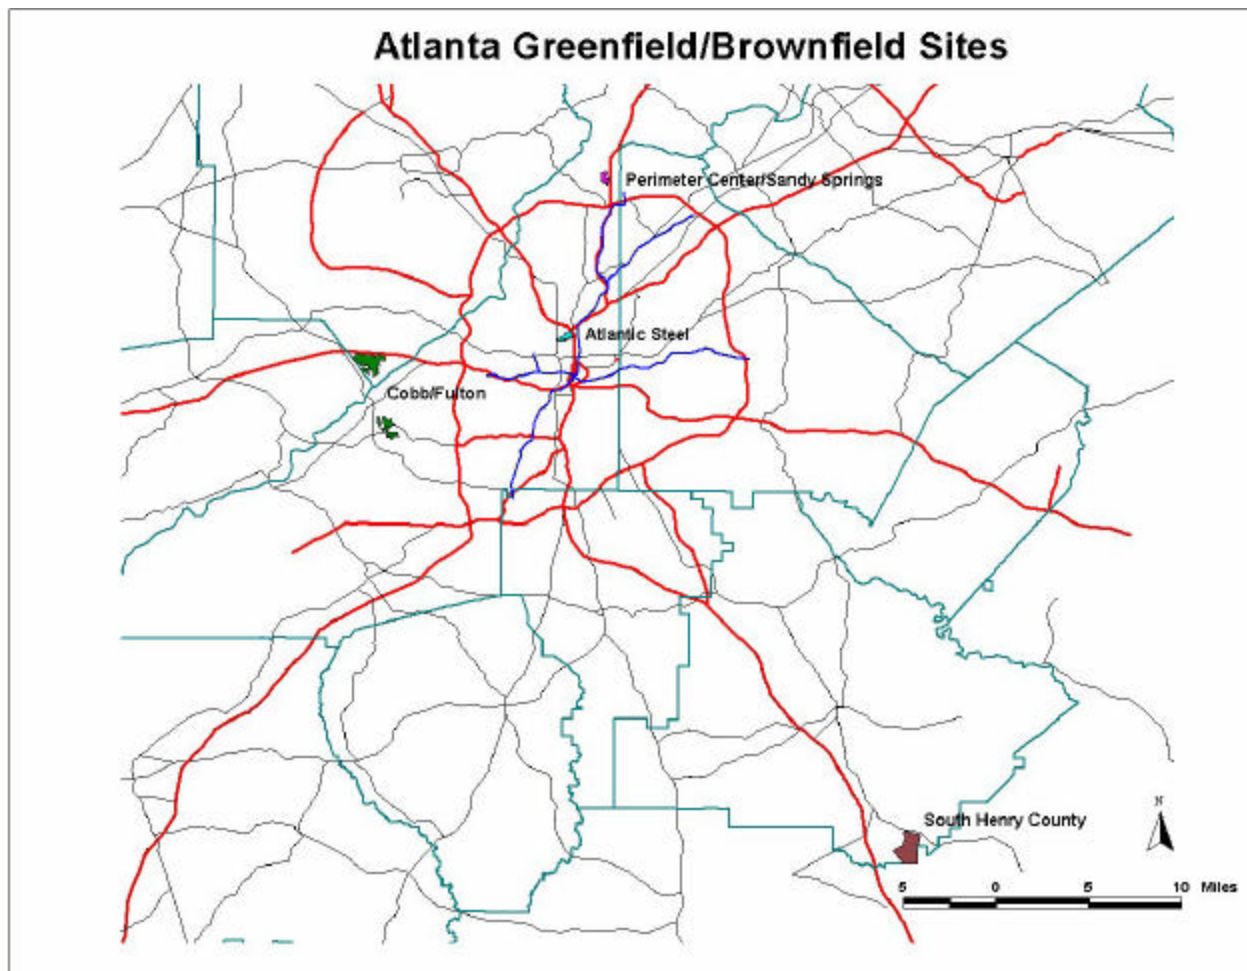 Atlanta Greenfield/Brownfield Sites
Perimeter Center/Sandy Springs
Atlantic Steel
Cobb/Fulton
South Henry County
N
5 0 5 10 Miles